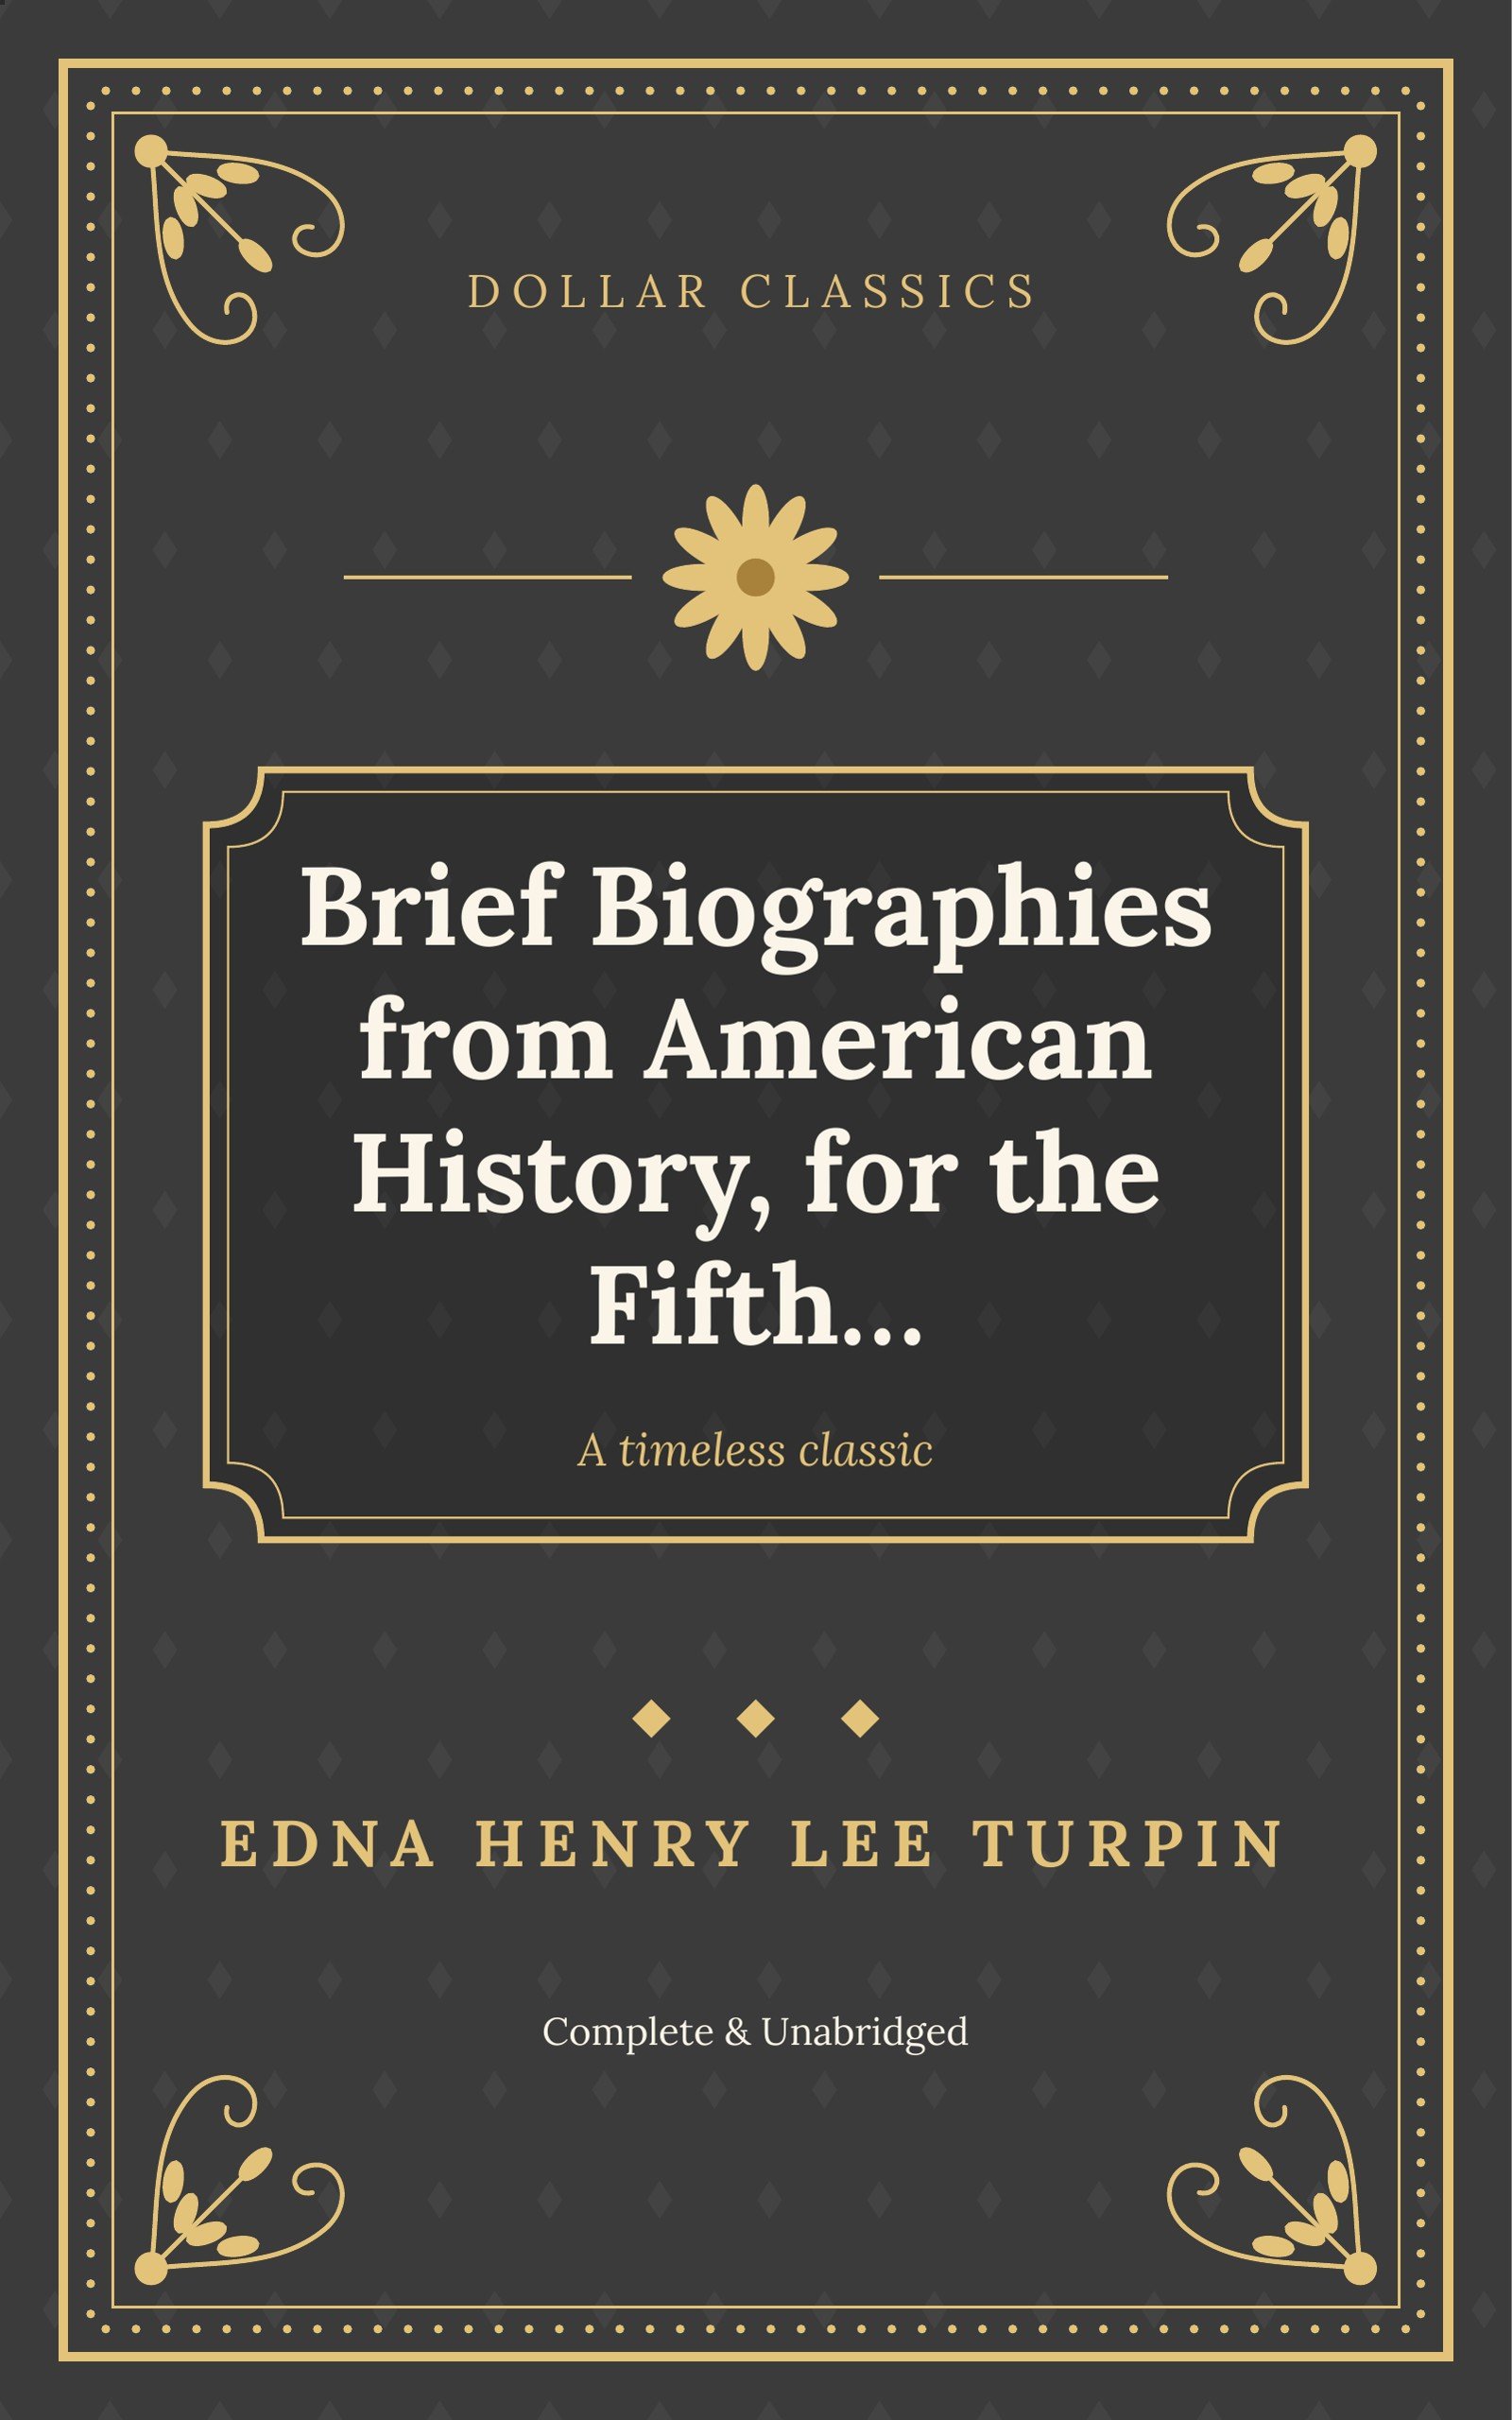 DOLLAR CLASSICS
Brief Biographies
from American
History, for the
Fifth...
A timeless classic
EDNA HENRY LEE TURPIN
Complete & Unabridged